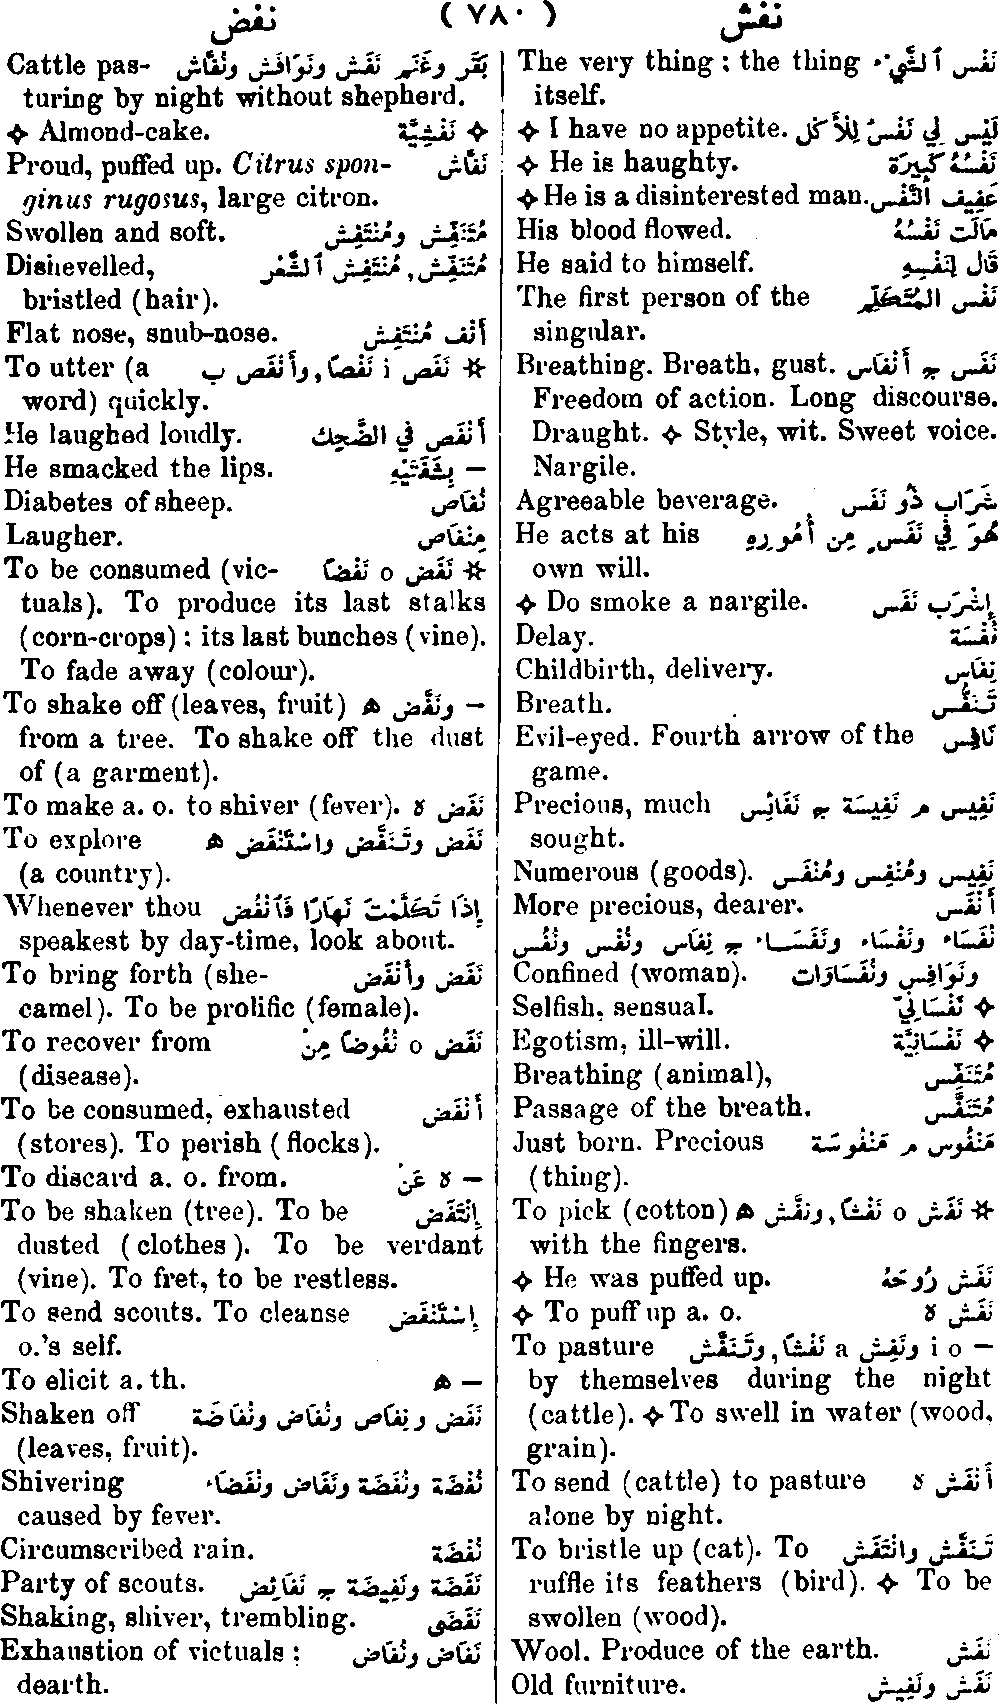 نفش ( ٧٨٠ ) نفض
The very thing : the thing نَفْس ٱلشَّيْء
itself.
✧ I have no appetite. لَيْس لِي نَفْسٌ لِلْأَكْل
✧ He is haughty. نَفْسُهُ كَبِيرَة
✧ He is a disinterested man. عَفِيف النَّفْس
His blood flowed. سَالَت نَفْسُهُ
He said to himself. قَال لِنَفْسِهِ
The first person of the نَفْس المُتَكَلِّم
singular.
Breathing. Breath, gust. نَفَس ج أَنْفَاس
Freedom of action. Long discourse.
Draught. ✧ Style, wit. Sweet voice.
Nargile.
Agreeable beverage. شَرَاب ذُو نَفَس
He acts at his هُوَ فِي نَفَس مِن أُمُورِهِ
own will.
✧ Do smoke a nargile. إِشْرَب نَفَس
Delay. نُفْسَة
Childbirth, delivery. نِفَاس
Breath. تَنَفُّس
Evil-eyed. Fourth arrow of the نَافِس
game.
Precious, much نَفِيس م نَفِيسَة ج نَفَائِس
sought.
Numerous (goods). نَفِيس ومُنْفِس ومُنْفَس
More precious, dearer. أَنْفَس
نُفَسَاء ونَفْسَاء ونَفَسَاء ج نِفَاس ونُفْس ونُفُس
Confined (woman). ونَوَافِس ونُفَسَاوَات
Selfish, sensual. نَفْسَانِيّ ✧
Egotism, ill-will. نَفْسَانِيَّة ✧
Breathing (animal), مُتَنَفِّس
Passage of the breath. مُتَنَفَّس
Just born. Precious مَنْفُوس م مَنْفُوسَة
(thing).
To pick (cotton) ✲ نَفَش o نَفْشًا, ونَفَّش ه
with the fingers.
✧ He was puffed up. نَفَش رُوحَهُ
✧ To puff up a. o. نَفَش ه
To pasture – i o ونَفِش a نَفْشًا, وتَنَفَّش
by themselves during the night
(cattle). ✧ To swell in water (wood,
grain).
To send (cattle) to pasture أَنْفَش ه
alone by night.
To bristle up (cat). To تَنَفَّش وانْتَفَش
ruffle its feathers (bird). ✧ To be
swollen (wood).
Wool. Produce of the earth. نَفَش
Old furniture. نَفَش ونَفِيش
Cattle pas- بَقَر وغَنَم نَفَش ونَوَافَش ونُفَّاش
turing by night without shepherd.
✧ Almond-cake. نَفْشِيَّة ✧
Proud, puffed up. Citrus spon- نَفَّاش
ginus rugosus, large citron.
Swollen and soft. مُتَنَفِّش ومُنْتَفِش
Dishevelled, مُتَنَفِّش, مُنْتَفِش ٱلشَّعْر
bristled (hair).
Flat nose, snub-nose. أَنْف مُنْتَفِش
To utter (a ✲ نَفَص i نَفْصًا, وأَنْفَص ب
word) quickly.
He laughed loudly. أَنْفَص فِي الضَّحِك
He smacked the lips. – بِشَفَتَيْهِ
Diabetes of sheep. نُفَاص
Laugher. مِنْفَاص
To be consumed (vic- ✲ نَفَض o نَفْضًا
tuals). To produce its last stalks
(corn-crops) : its last bunches (vine).
To fade away (colour).
To shake off (leaves, fruit) – ونَفَّض ه
from a tree. To shake off the dust
of (a garment).
To make a. o. to shiver (fever). نَفَض ه
To explore نَفَض وتَنَفَّض واسْتَنْفَض ه
(a country).
Whenever thou إِذَا تَكَلَّمْتَ نَهَارًا فَٱنْفُض
speakest by day-time, look about.
To bring forth (she- نَفَض وأَنْفَض
camel). To be prolific (female).
To recover from نَفَض o نُفُوضًا مِنْ
(disease).
To be consumed, exhausted أَنْفَض
(stores). To perish ( flocks).
To discard a. o. from. – ه عَنْ
To be shaken (tree). To be إِنْتَفَض
dusted ( clothes ). To be verdant
(vine). To fret, to be restless.
To send scouts. To cleanse إِسْتَنْفَض
o.'s self.
To elicit a. th. – ه
Shaken off نَفَض ونِفَاص ونُفَاض ونُفَاضَة
(leaves, fruit).
Shivering نُفْضَة ونُفَضَة ونُفَاض ونُفَضَاء
caused by fever.
Circumscribed rain. نُفْضَة
Party of scouts. نَفَضَة ونَفِيضَة ج نَفَائِض
Shaking, shiver, trembling. نَفَضَى
Exhaustion of victuals : نَفَاض ونُفَاض
dearth.